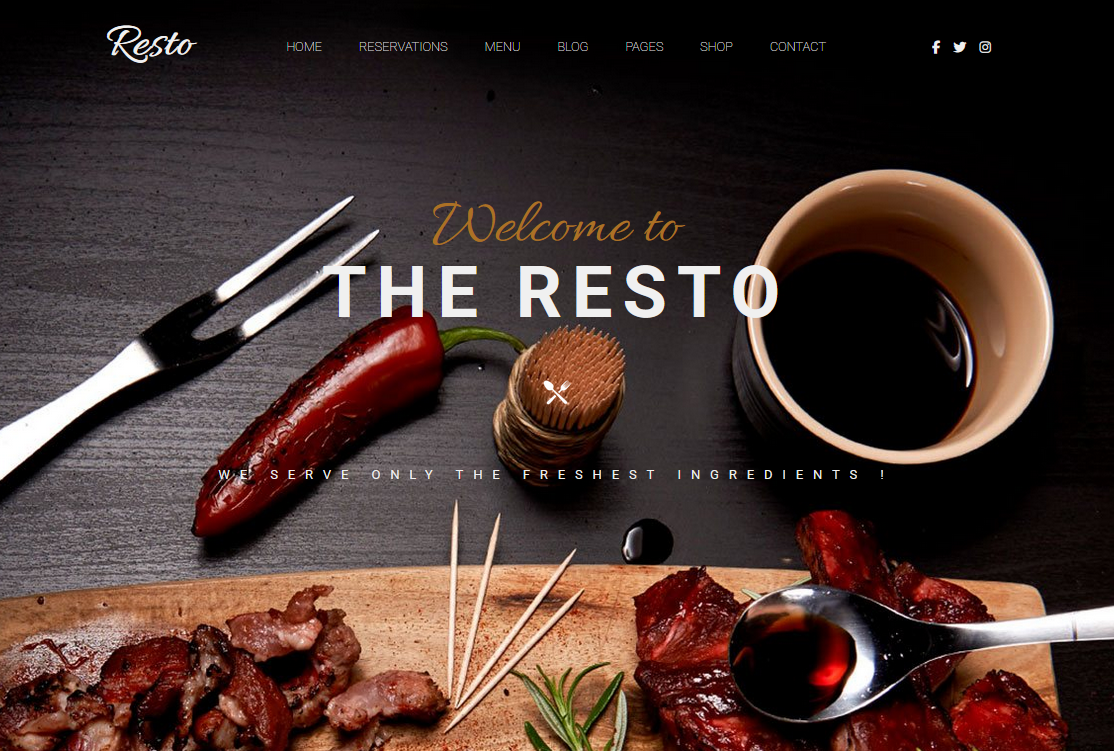 Resto
HOME RESERVATIONS MENU BLOG PAGES SHOP CONTACT
Welcome to
THE RESTO
WE SERVE ONLY THE FRESHEST INGREDIENTS !